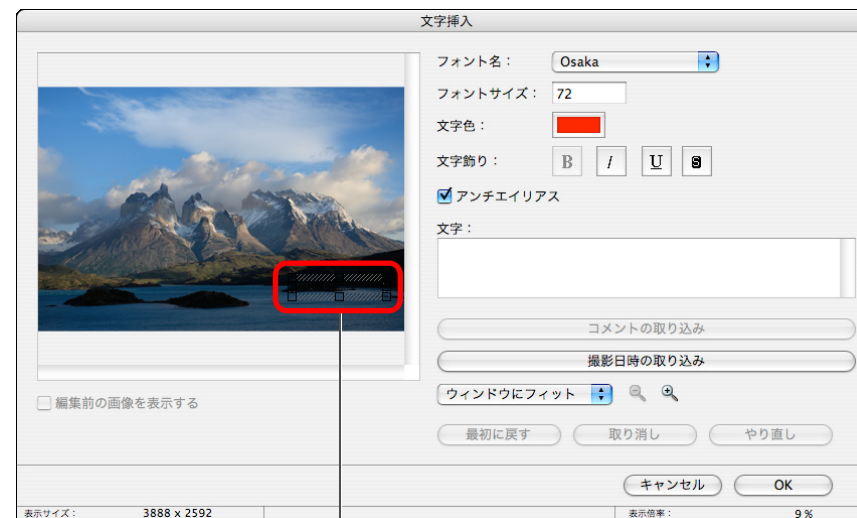 文字挿入
フォント名： Osaka
フォントサイズ： 72
文字色：
文字飾り： B I U S
アンチエイリアス
文字：
コメントの取り込み
撮影日時の取り込み
ウィンドウにフィット
編集前の画像を表示する
最初に戻す 取り消し やり直し
キャンセル OK
表示サイズ： 3888 x 2592 表示倍率： 9 %